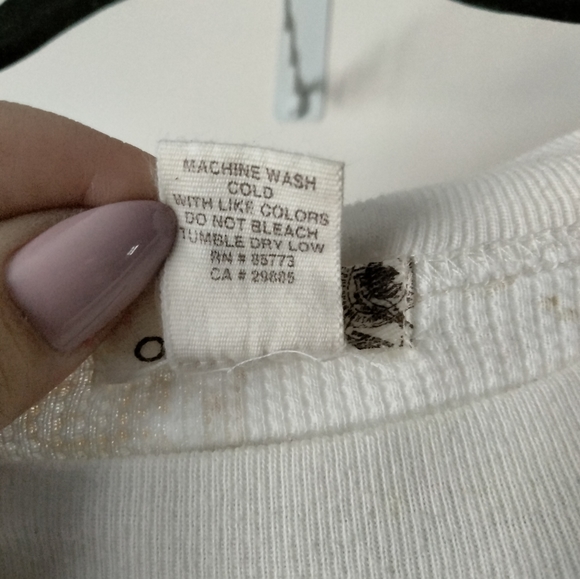 MACHINE WASH
COLD
WITH LIKE COLORS
DO NOT BLEACH
TUMBLE DRY LOW
RN # 85773
CA # 29885
O